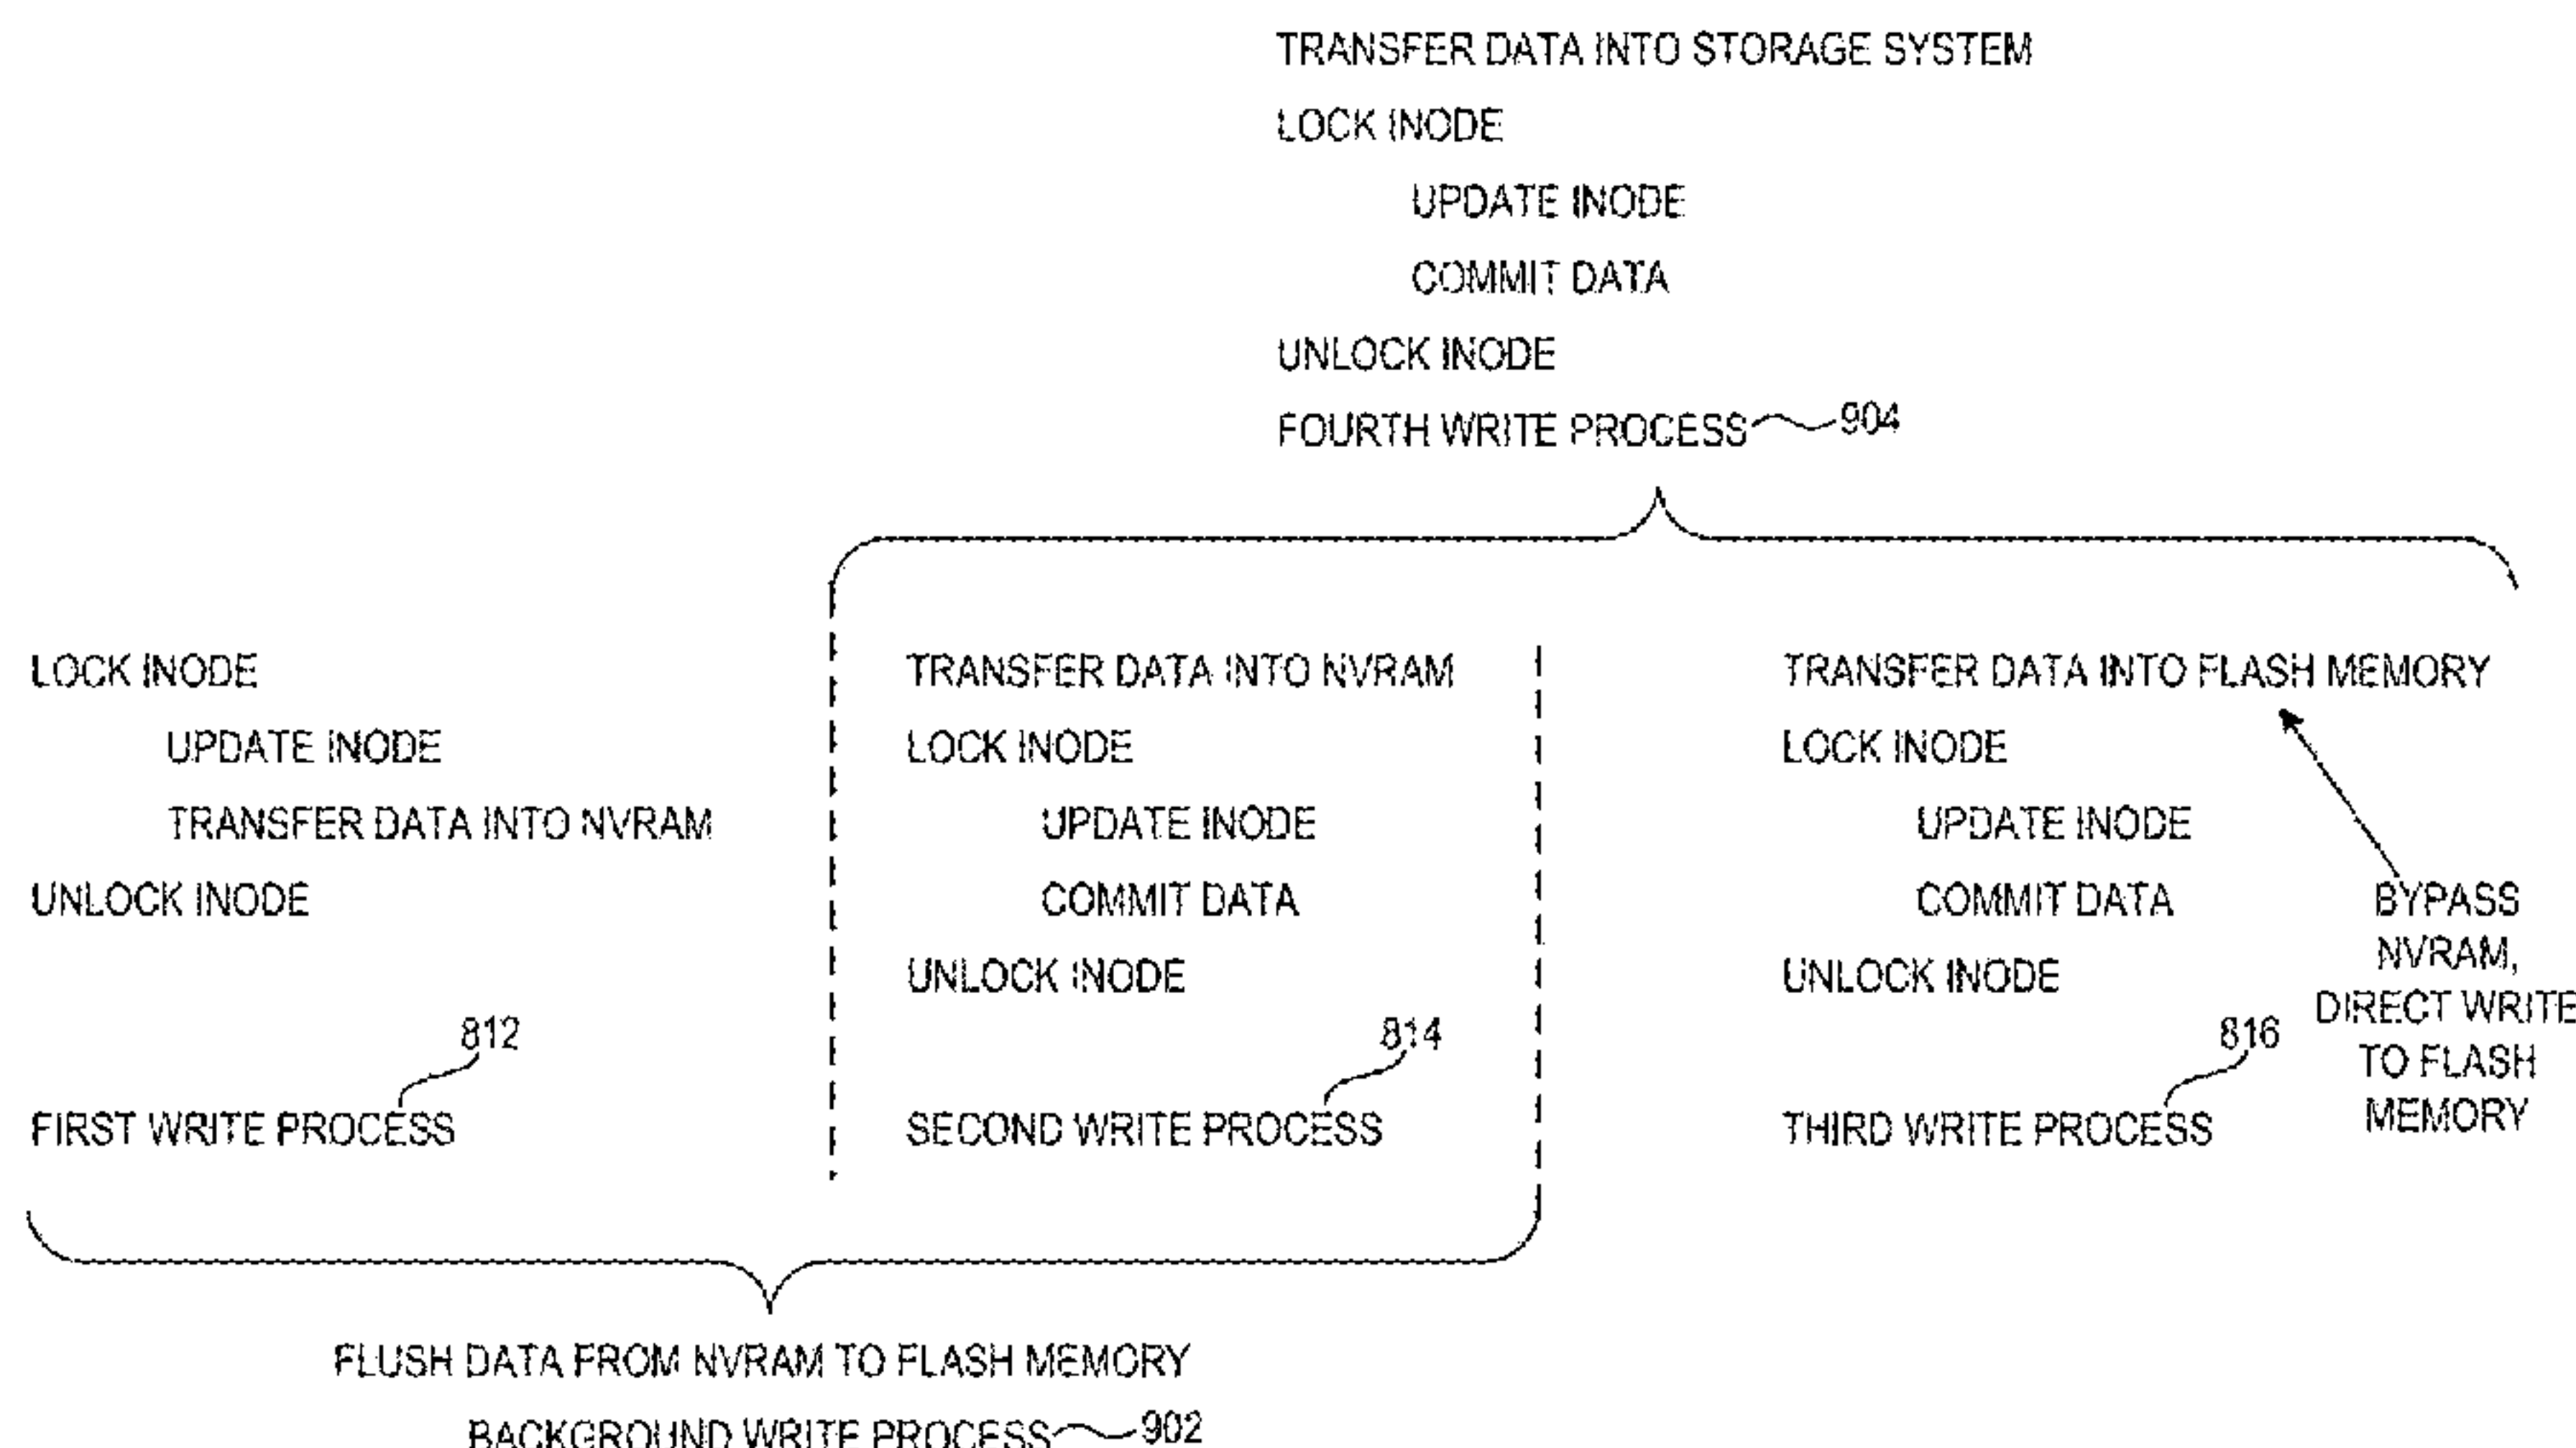 TRANSFER DATA INTO STORAGE SYSTEM
LOCK INODE
UPDATE INODE
COMMIT DATA
UNLOCK INODE
FOURTH WRITE PROCESS 904
LOCK INODE
UPDATE INODE
TRANSFER DATA INTO NVRAM
UNLOCK INODE
812
FIRST WRITE PROCESS
TRANSFER DATA INTO NVRAM
LOCK INODE
UPDATE INODE
COMMIT DATA
UNLOCK INODE
814
SECOND WRITE PROCESS
TRANSFER DATA INTO FLASH MEMORY
LOCK INODE
UPDATE INODE
COMMIT DATA
UNLOCK INODE
816
THIRD WRITE PROCESS
BYPASS
NVRAM,
DIRECT WRITE
TO FLASH
MEMORY
FLUSH DATA FROM NVRAM TO FLASH MEMORY
BACKGROUND WRITE PROCESS 902